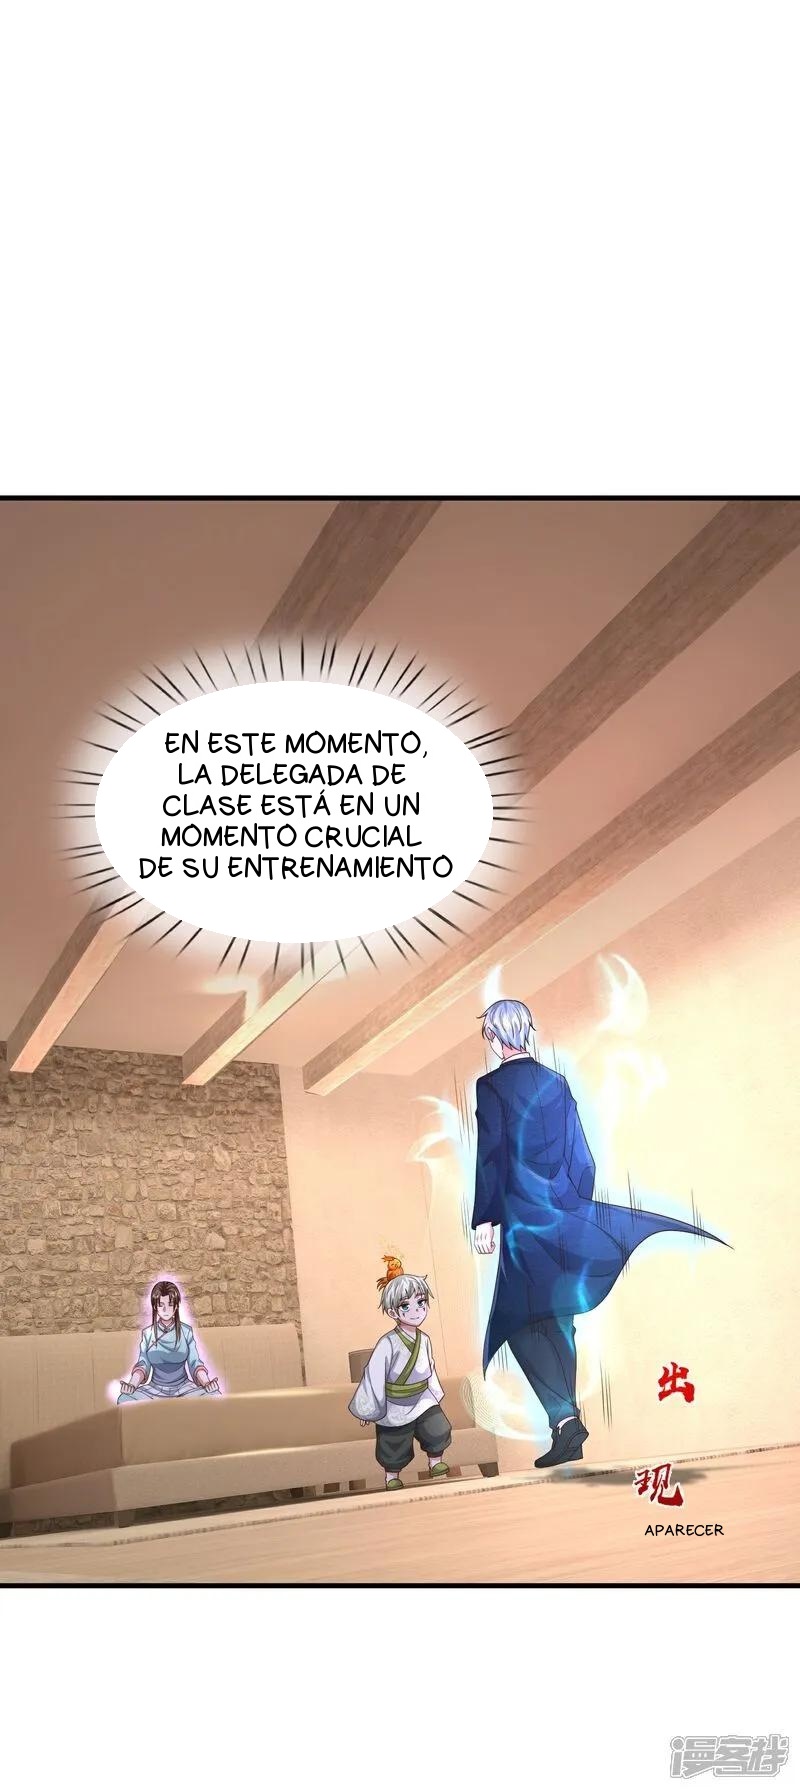 EN ESTE MOMENTO,
LA DELEGADA DE
CLASE ESTÁ EN UN
MOMENTO CRUCIAL
DE SU ENTRENAMIENTO
出
现
APARECER
漫客栈